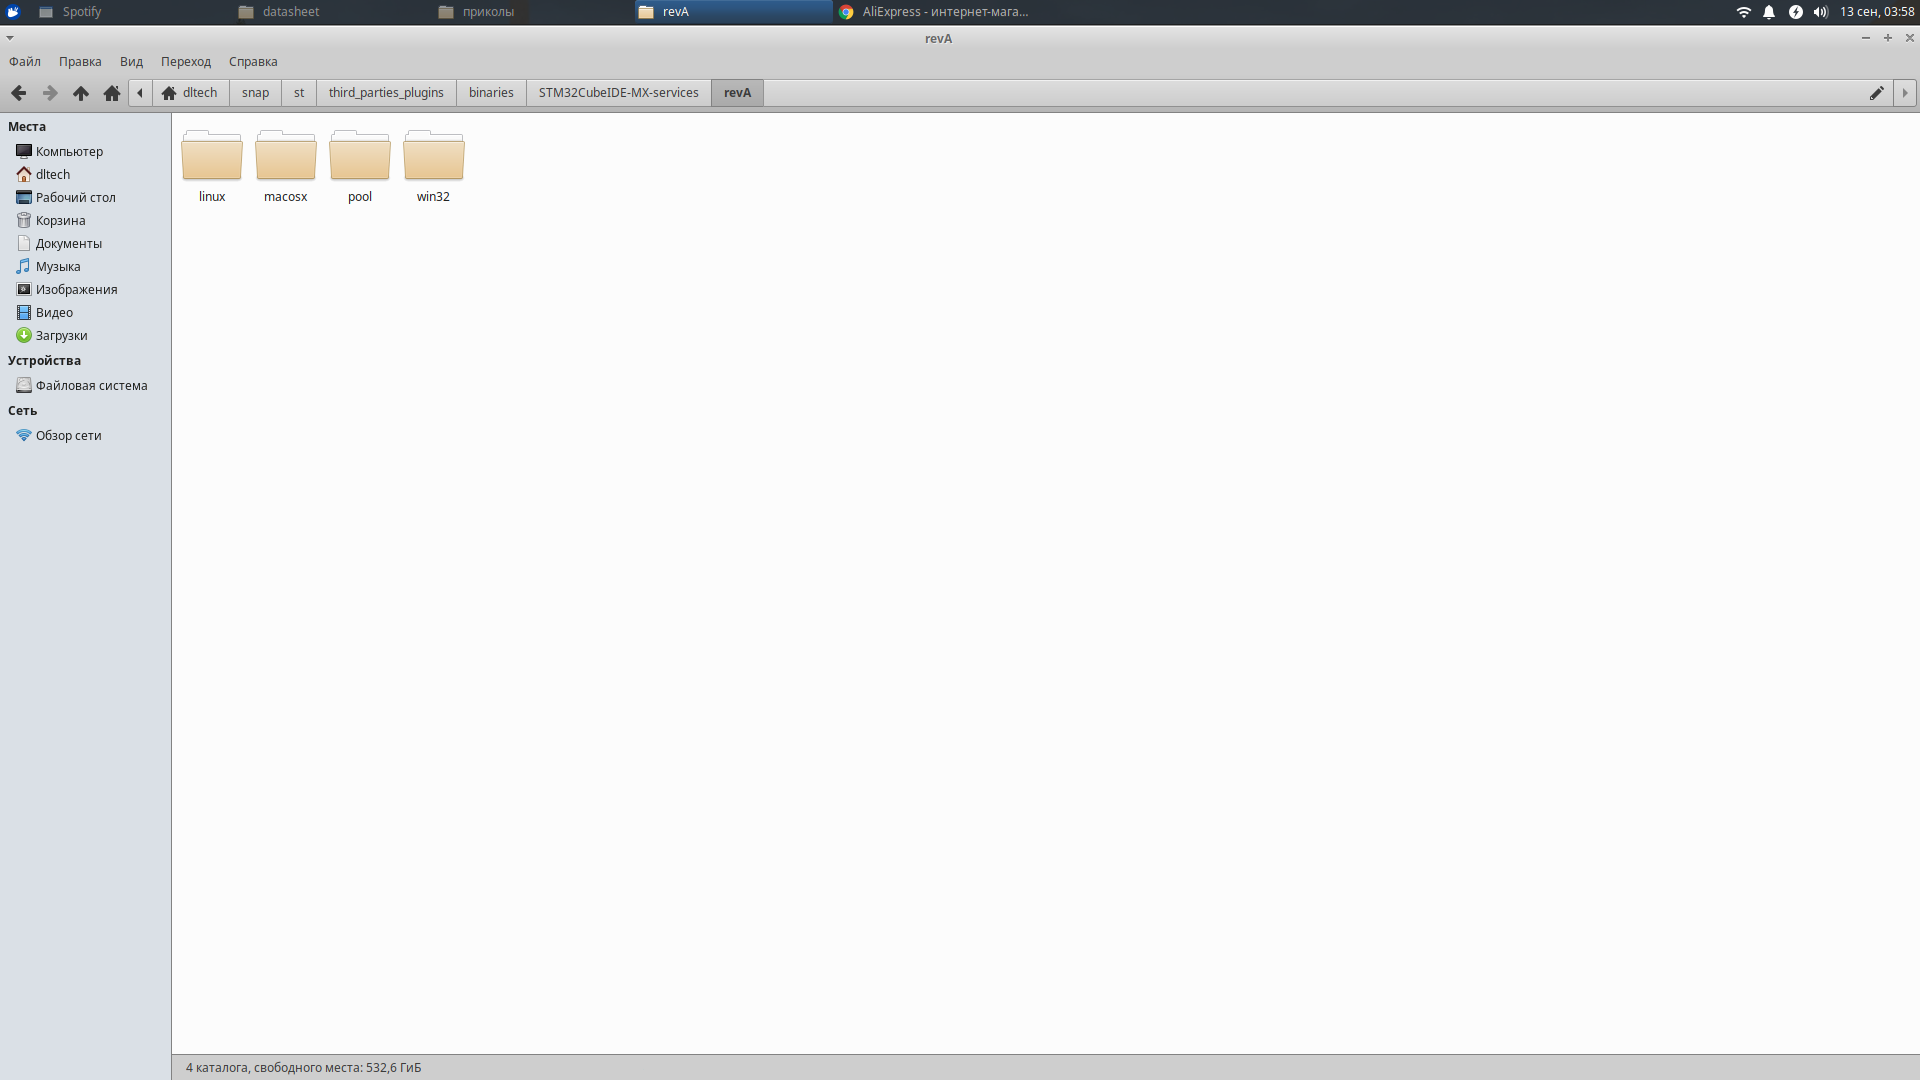 Spotify datasheet приколы revA AliExpress - интернет-мага... 13 сен, 03:58
revA
Файл Правка Вид Переход Справка
dltech snap st third_parties_plugins binaries STM32CubeIDE-MX-services revA
Места
Компьютер
dltech
Рабочий стол
Корзина
Документы
Музыка
Изображения
Видео
Загрузки
Устройства
Файловая система
Сеть
Обзор сети
linux macosx pool win32
4 каталога, свободного места: 532,6 ГиБ